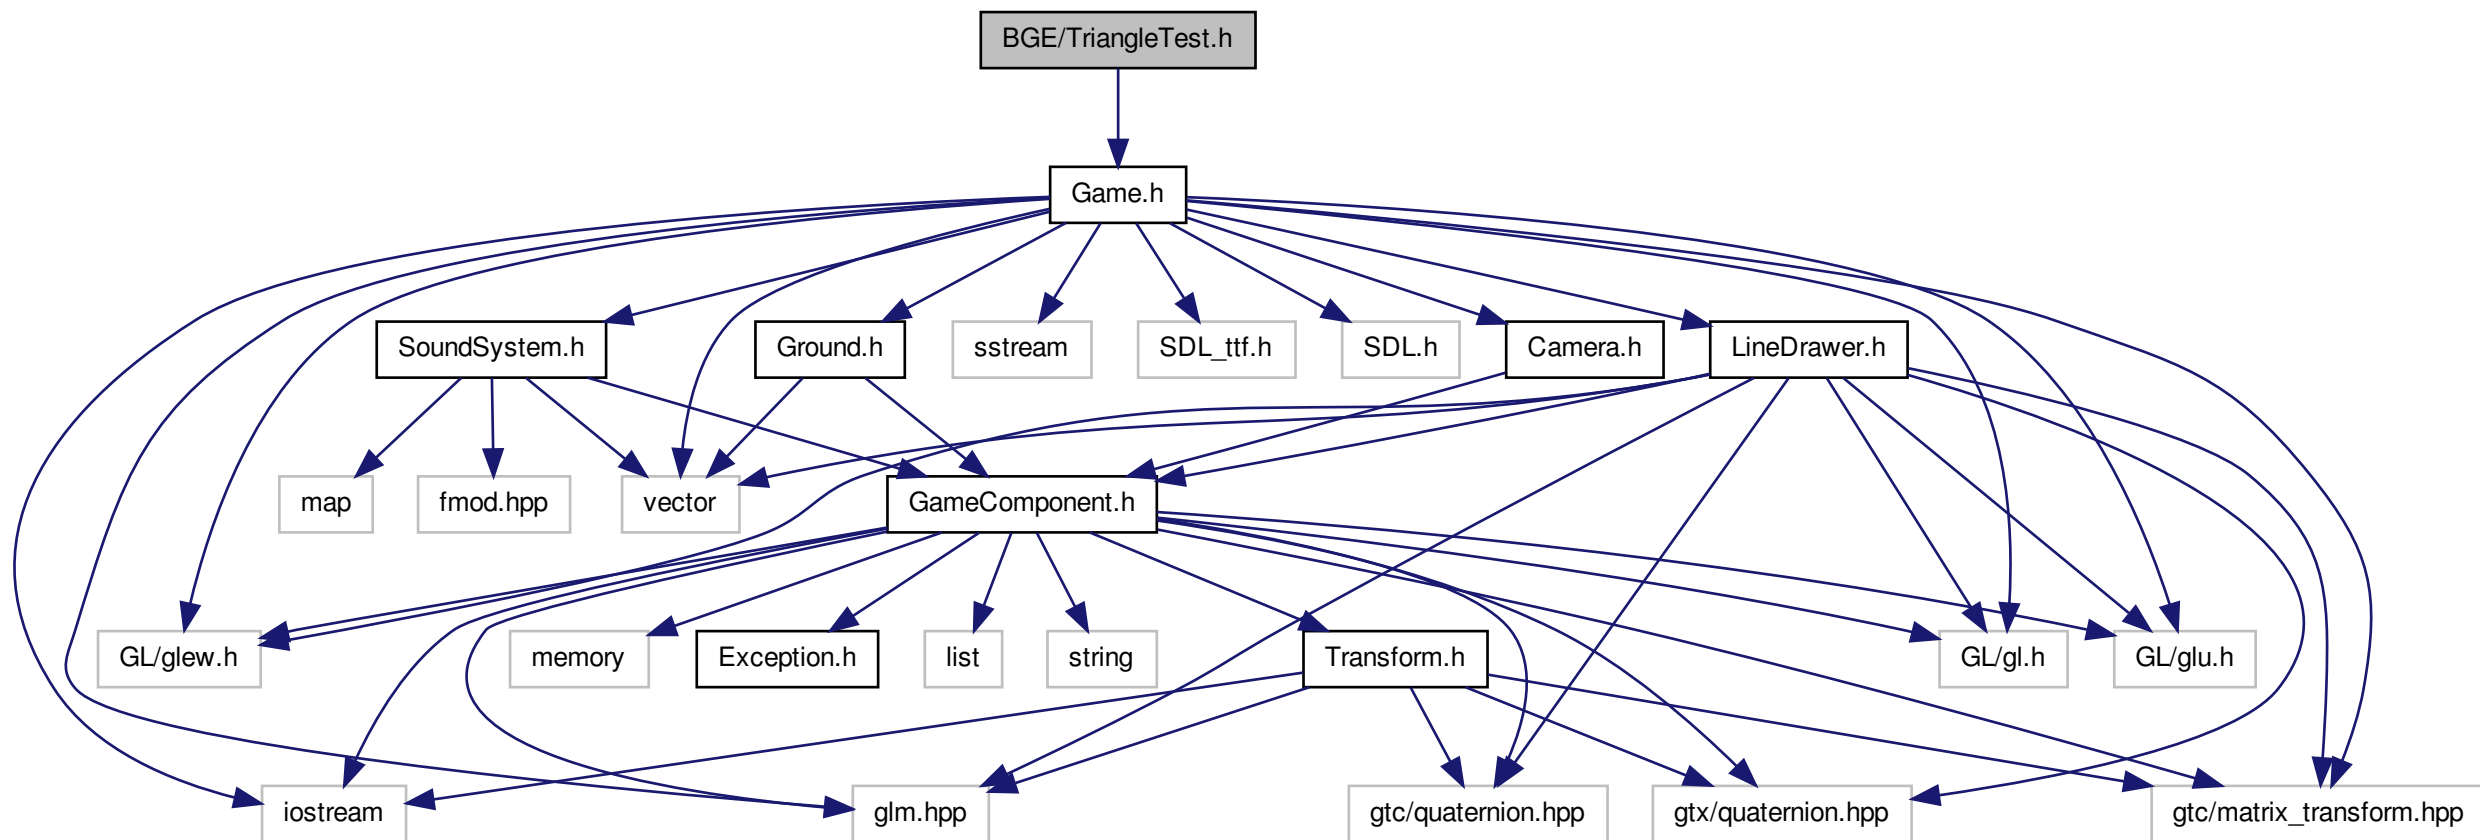 BGE/TriangleTest.h
Game.h
SoundSystem.h
Ground.h
sstream
SDL_ttf.h
SDL.h
Camera.h
LineDrawer.h
map
fmod.hpp
vector
GameComponent.h
GL/glew.h
memory
Exception.h
list
string
Transform.h
GL/gl.h
GL/glu.h
iostream
glm.hpp
gtc/quaternion.hpp
gtx/quaternion.hpp
gtc/matrix_transform.hpp